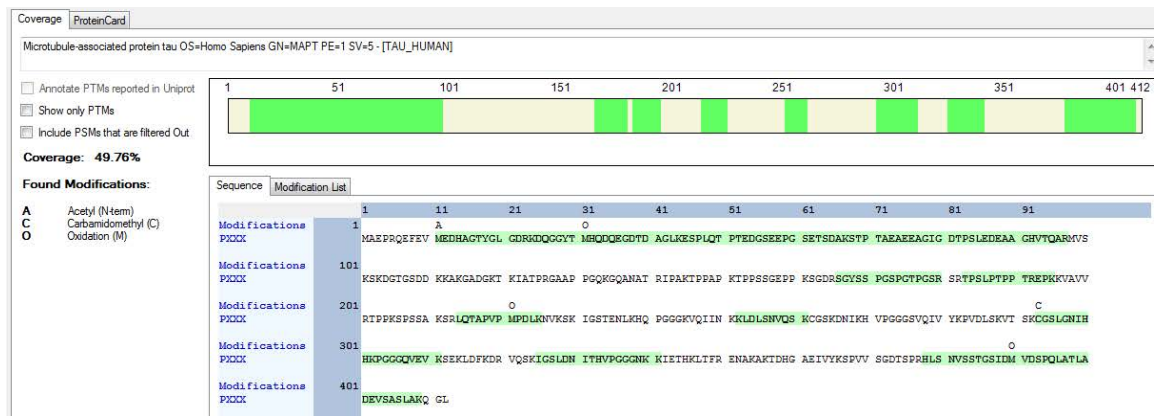 Coverage ProteinCard
Microtubule-associated protein tau OS=Homo Sapiens GN=MAPT PE=1 SV=5 - [TAU_HUMAN]
Annotate PTMs reported in Uniprot
Show only PTMs
Include PSMs that are filtered Out
Coverage: 49.76%
Found Modifications:
A Acetyl (N-term)
C Carbamidomethyl (C)
O Oxidation (M)
1 51 101 151 201 251 301 351 401 412
Sequence Modification List
1 11 21 31 41 51 61 71 81 91
Modifications 1 A O
PXXX MAEPRQEFEV MEDHAGTYGL GDRKDQGGYT MHQDQEGDTD AGLKESPLQT PTEDGSEEPG SETSDAKSTP TAEAEEAGIG DTPSLEDEAA GHVTQARMVS
Modifications 101
PXXX KSKDGTGSDD KKAKGADGKT KIATPRGAAP PGQKGQANAT RIPAKTPPAP KTPPSSGEPP KSGDRSGYSS PGSPGTPGSR SRTPSLPTPP TREPKKVAVV
Modifications 201 O C
PXXX RTPPKSPSSA KSRLQTAPVP MPDLKNVKSK IGSTENLKHQ PGGGKVQIIN KKLDLSNVQS KCGSKDNIKH VPGGGSVQIV YKPVDLSKVT SKCGSLGNIH
Modifications 301 O
PXXX HKPGGGQVEV KSEKLDFKDR VQSKIGSLDN ITHVPGGGNK KIETHKLTFR ENAKAKTDHG AEIVYKSPVV SGDTSPRHLS NVSSTGSIDM VDSPQLATLA
Modifications 401
PXXX DEVSASLAKQ GL